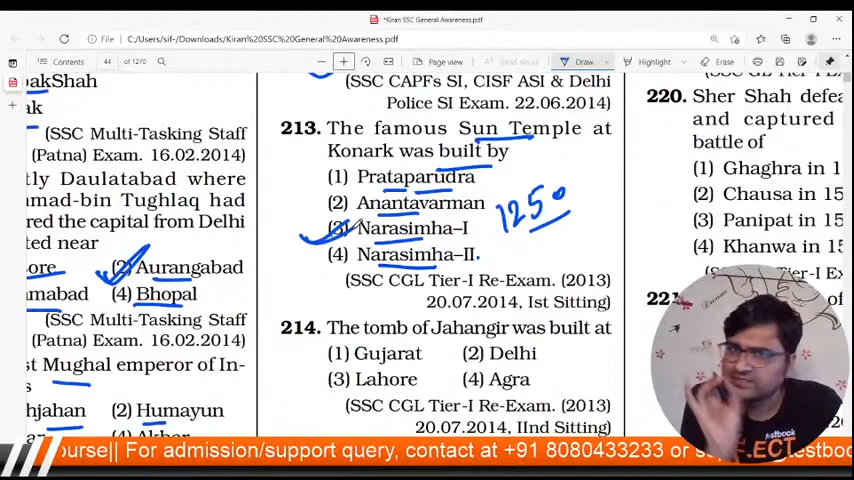 *Kiran SSC General Awareness.pdf
File
C:/Users/sif-/Downloads/Kiran%20SSC%20General%20Awareness.pdf
Contents
44
of 1270
Page view
Read aloud
Draw
Highlight
Erase
akShah
ak
(SSC Multi-Tasking Staff
(Patna) Exam. 16.02.2014)
tly Daulatabad where
mad-bin Tughlaq had
red the capital from Delhi
ted near
ore
(2) Aurangabad
mabad
(4) Bhopal
(SSC Multi-Tasking Staff
(Patna) Exam. 16.02.2014)
st Mughal emperor of In-
s
hjahan
(2) Humayun
(4) Akbar
(SSC CAPFs SI, CISF ASI & Delhi
Police SI Exam. 22.06.2014)
213. The famous Sun Temple at
Konark was built by
(1) Prataparudra
(2) Anantavarman
(3) Narasimha–I
(4) Narasimha–II
1250
(SSC CGL Tier-I Re-Exam. (2013)
20.07.2014, Ist Sitting)
214. The tomb of Jahangir was built at
(1) Gujarat (2) Delhi
(3) Lahore (4) Agra
(SSC CGL Tier-I Re-Exam. (2013)
20.07.2014, IInd Sitting)
220. Sher Shah defea
and captured
battle of
(1) Ghaghra in 1
(2) Chausa in 15
(3) Panipat in 15
(4) Khanwa in 15
221
Dream
testbook
SELECT
ourse|| For admission/support query, contact at +91 8080433233 or su
testboo